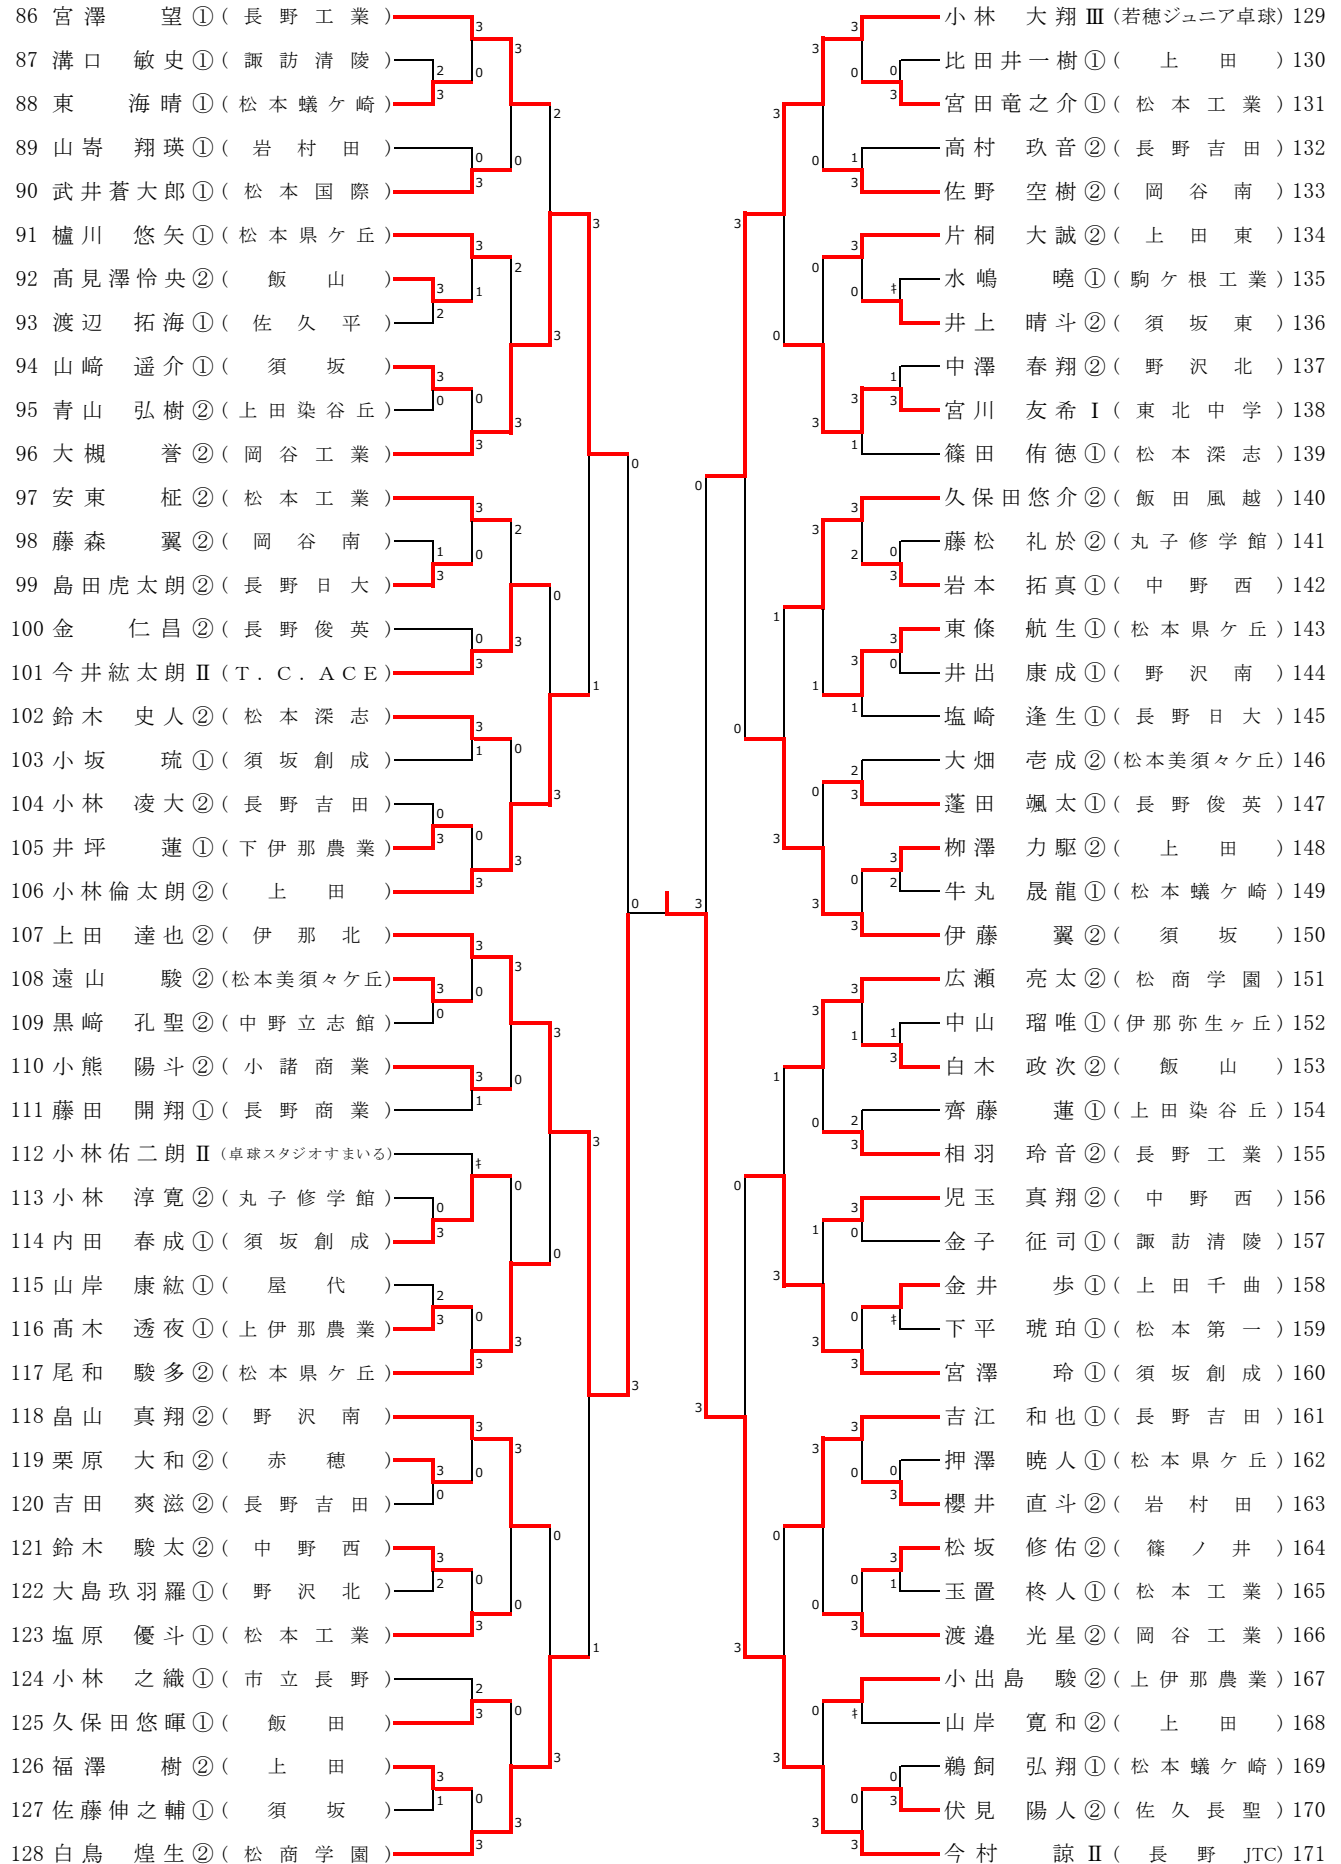 86 宮澤 望① (長野工業)
87 溝口 敏史① (諏訪清陵)
88 東 海晴① (松本蟻ケ崎)
89 山嵜 翔瑛① (岩村田)
90 武井蒼大郎① (松本国際)
91 櫨川 悠矢① (松本県ケ丘)
92 髙見澤怜央② (飯山)
93 渡辺 拓海① (佐久平)
94 山﨑 遥介① (須坂)
95 青山 弘樹② (上田染谷丘)
96 大槻 誉② (岡谷工業)
97 安東 柾② (松本工業)
98 藤森 翼② (岡谷南)
99 島田虎太朗② (長野日大)
100 金 仁昌② (長野俊英)
101 今井紘太朗Ⅱ (T.C.ACE)
102 鈴木 史人② (松本深志)
103 小坂 琉① (須坂創成)
104 小林 凌大② (長野吉田)
105 井坪 蓮① (下伊那農業)
106 小林倫太朗② (上田)
107 上田 達也② (伊那北)
108 遠山 駿② (松本美須々ケ丘)
109 黒﨑 孔聖② (中野立志館)
110 小熊 陽斗② (小諸商業)
111 藤田 開翔① (長野商業)
112 小林佑二朗Ⅱ (卓球スタジオすまいる)
113 小林 淳寛② (丸子修学館)
114 内田 春成① (須坂創成)
115 山岸 康紘① (屋代)
116 髙木 透夜① (上伊那農業)
117 尾和 駿多② (松本県ケ丘)
118 畠山 真翔② (野沢南)
119 栗原 大和② (赤穂)
120 吉田 爽滋② (長野吉田)
121 鈴木 駿太② (中野西)
122 大島玖羽羅① (野沢北)
123 塩原 優斗① (松本工業)
124 小林 之織① (市立長野)
125 久保田悠暉① (飯田)
126 福澤 樹② (上田)
127 佐藤伸之輔① (須坂)
128 白鳥 煌生② (松商学園)
小林 大翔Ⅲ (若穂ジュニア卓球) 129
比田井一樹① (上田) 130
宮田竜之介① (松本工業) 131
高村 玖音② (長野吉田) 132
佐野 空樹② (岡谷南) 133
片桐 大誠② (上田東) 134
水嶋 暁① (駒ケ根工業) 135
井上 晴斗② (須坂東) 136
中澤 春翔② (野沢北) 137
宮川 友希Ⅰ (東北中学) 138
篠田 侑徳① (松本深志) 139
久保田悠介② (飯田風越) 140
藤松 礼於② (丸子修学館) 141
岩本 拓真① (中野西) 142
東條 航生① (松本県ケ丘) 143
井出 康成① (野沢南) 144
塩崎 逢生① (長野日大) 145
大畑 壱成② (松本美須々ケ丘) 146
蓬田 颯太① (長野俊英) 147
栁澤 力駆② (上田) 148
牛丸 晟龍① (松本蟻ケ崎) 149
伊藤 翼② (須坂) 150
広瀬 亮太② (松商学園) 151
中山 瑠唯① (伊那弥生ヶ丘) 152
白木 政次② (飯山) 153
齊藤 蓮① (上田染谷丘) 154
相羽 玲音② (長野工業) 155
児玉 真翔② (中野西) 156
金子 征司① (諏訪清陵) 157
金井 歩① (上田千曲) 158
下平 琥珀① (松本第一) 159
宮澤 玲① (須坂創成) 160
吉江 和也① (長野吉田) 161
押澤 暁人① (松本県ケ丘) 162
櫻井 直斗② (岩村田) 163
松坂 修佑② (篠ノ井) 164
玉置 柊人① (松本工業) 165
渡邉 光星② (岡谷工業) 166
小出島 駿② (上伊那農業) 167
山岸 寛和② (上田) 168
鵜飼 弘翔① (松本蟻ケ崎) 169
伏見 陽人② (佐久長聖) 170
今村 諒Ⅱ (長野JTC) 171